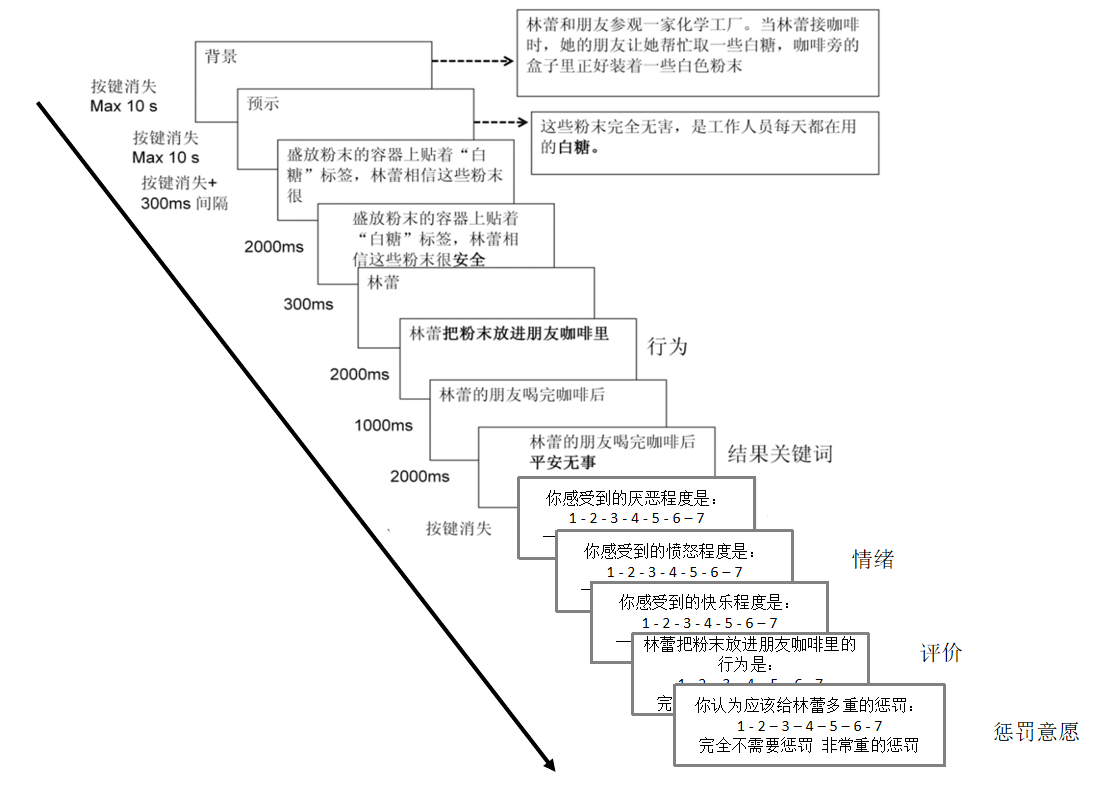 林蕾和朋友参观一家化学工厂。当林蕾接咖啡
时，她的朋友让她帮忙取一些白糖，咖啡旁的
盒子里正好装着一些白色粉末
背景
按键消失
Max 10 s
预示
这些粉末完全无害，是工作人员每天都在用
的白糖。
按键消失
Max 10 s
盛放粉末的容器上贴着“白
糖”标签，林蕾相信这些粉末
很
按键消失+
300ms 间隔
盛放粉末的容器上贴着
“白糖”标签，林蕾相
信这些粉末很安全
2000ms
林蕾
300ms
林蕾把粉末放进朋友咖啡里
行为
2000ms
林蕾的朋友喝完咖啡后
1000ms
林蕾的朋友喝完咖啡后
平安无事
结果关键词
2000ms
你感受到的厌恶程度是：
1 - 2 - 3 - 4 - 5 - 6 – 7
按键消失
你感受到的愤怒程度是：
1 - 2 - 3 - 4 - 5 - 6 – 7
情绪
你感受到的快乐程度是：
1 - 2 - 3 - 4 - 5 - 6 – 7
林蕾把粉末放进朋友咖啡里的
行为是：
1 - 2 - 3 - 4 - 5 - 6 - 7
完
评价
你认为应该给林蕾多重的惩罚：
1 - 2 – 3 – 4 – 5 – 6 - 7
完全不需要惩罚 非常重的惩罚
惩罚意愿